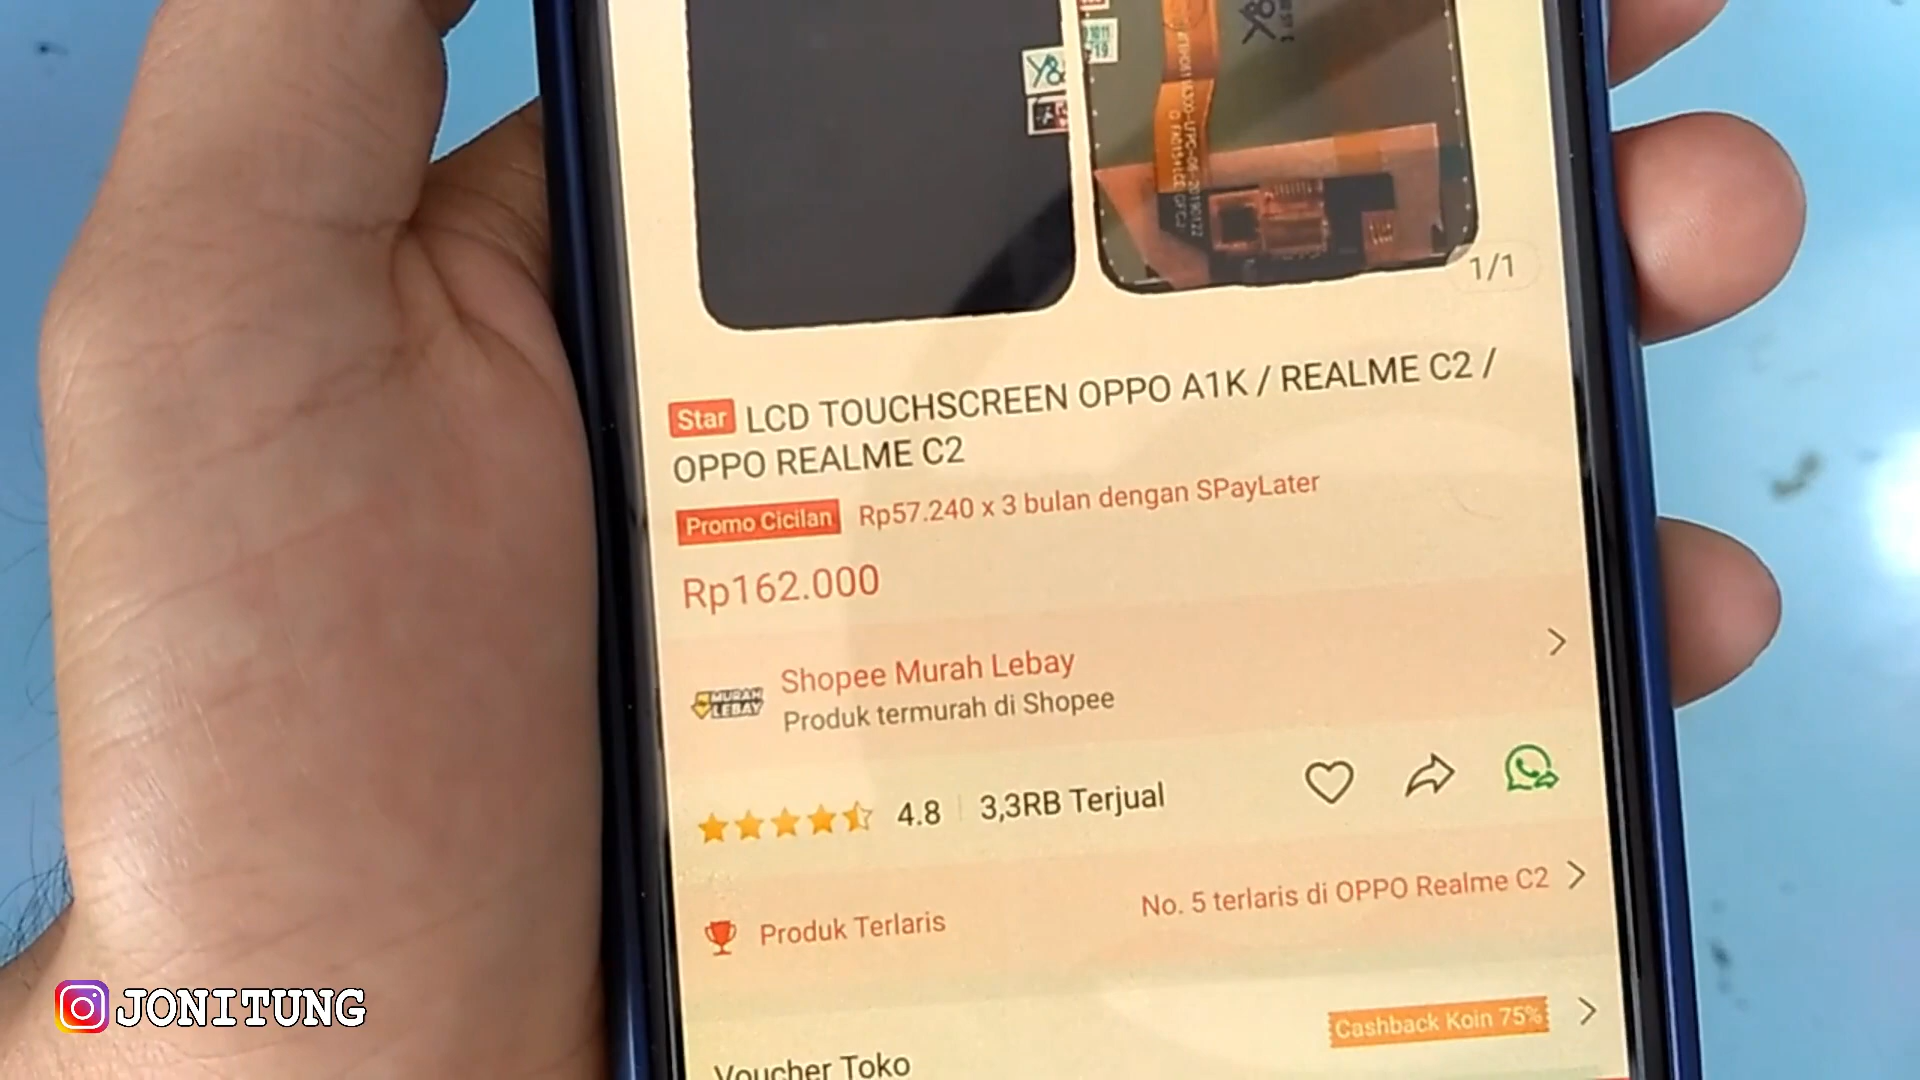 1/1
Star LCD TOUCHSCREEN OPPO A1K / REALME C2 /
OPPO REALME C2
Promo Cicilan Rp57.240 x 3 bulan dengan SPayLater
Rp162.000
Shopee Murah Lebay
MURAH
LEBAY
Produk termurah di Shopee
4.8 3,3RB Terjual
Produk Terlaris No. 5 terlaris di OPPO Realme C2
Cashback Koin 75%
Voucher Toko
JONITUNG